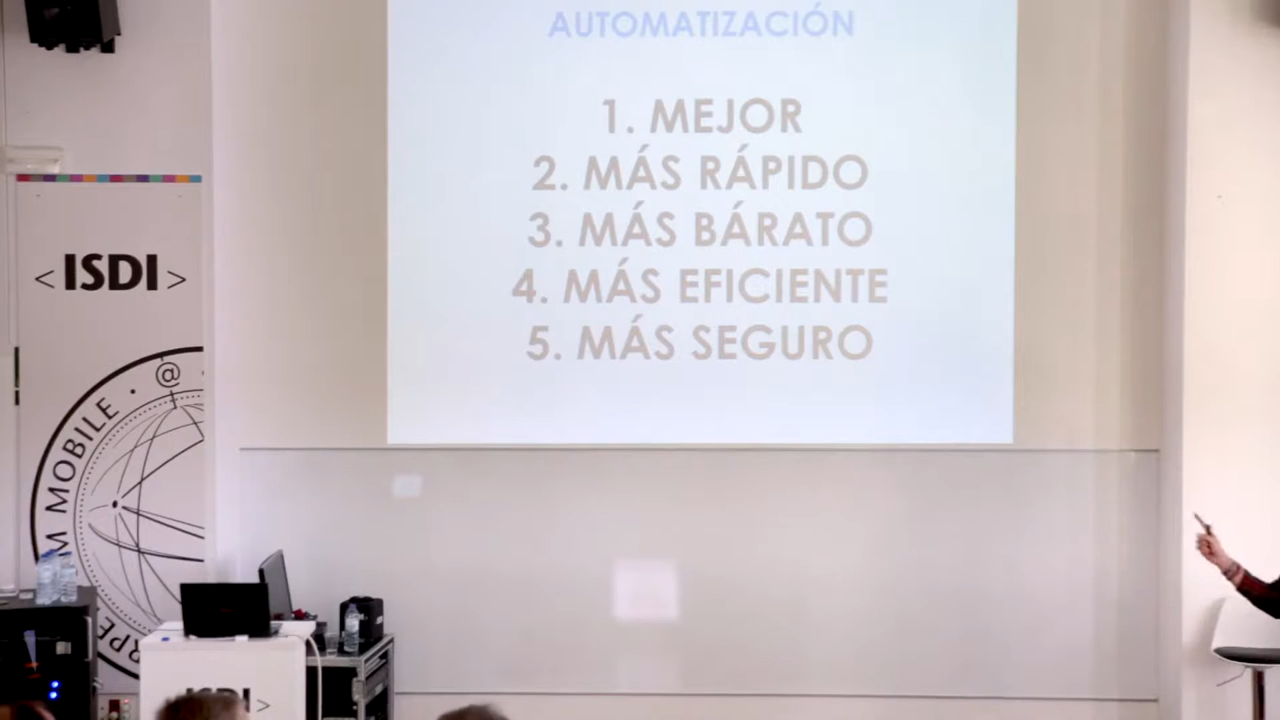 AUTOMATIZACIÓN
1. MEJOR
2. MÁS RÁPIDO
3. MÁS BÁRATO
4. MÁS EFICIENTE
5. MÁS SEGURO
<ISDI>
@
MOBILE